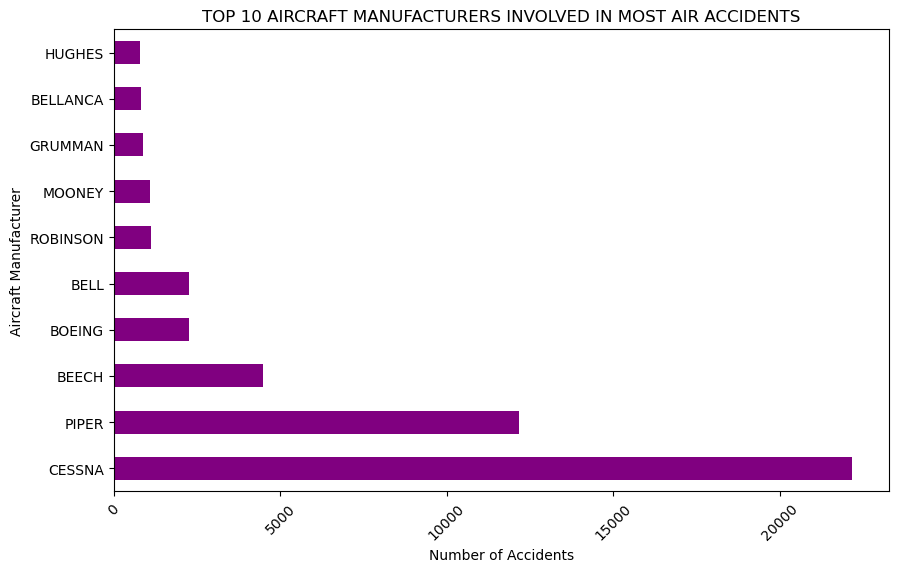 TOP 10 AIRCRAFT MANUFACTURERS INVOLVED IN MOST AIR ACCIDENTS
HUGHES
BELLANCA
GRUMMAN
MOONEY
ROBINSON
BELL
BOEING
BEECH
PIPER
CESSNA
Aircraft Manufacturer
0
5000
10000
15000
20000
Number of Accidents